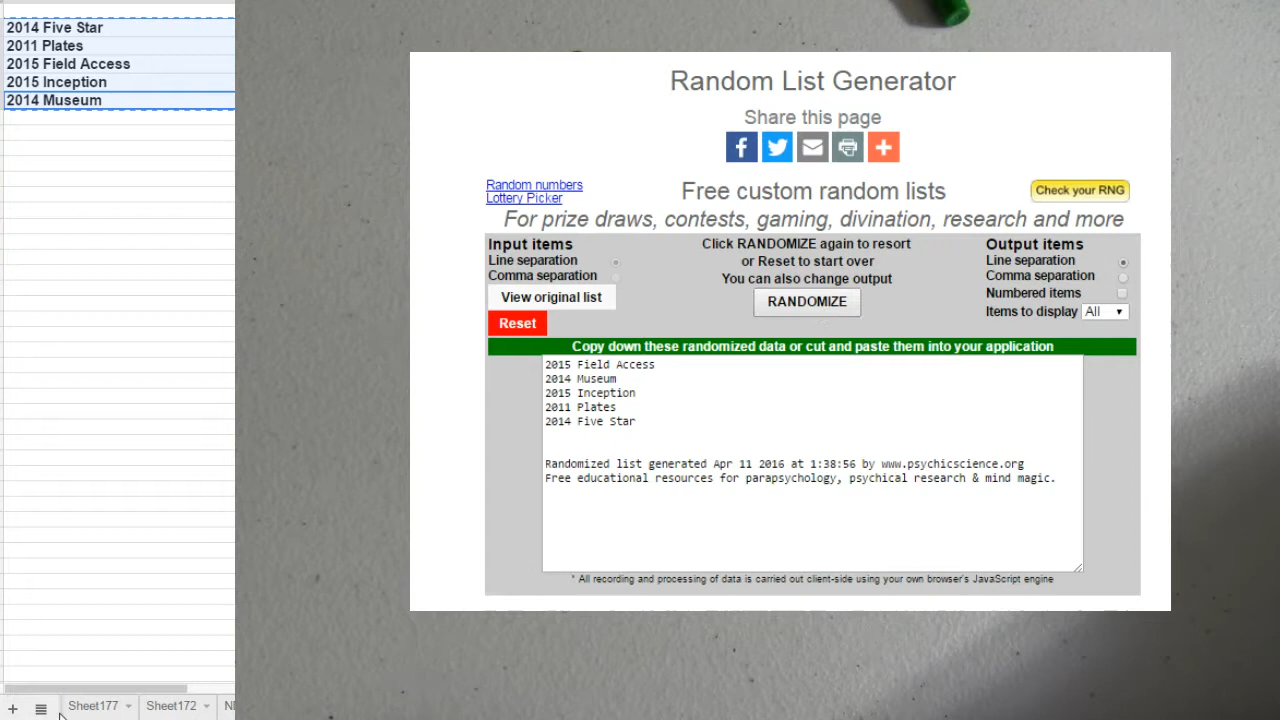 2014 Five Star
2011 Plates
2015 Field Access
2015 Inception
2014 Museum
Random List Generator
Share this page
Random numbers
Lottery Picker
Free custom random lists
Check your RNG
For prize draws, contests, gaming, divination, research and more
Input items
Line separation
Comma separation
View original list
Reset
Click RANDOMIZE again to resort
or Reset to start over
You can also change output
RANDOMIZE
Output items
Line separation
Comma separation
Numbered items
Items to display All
Copy down these randomized data or cut and paste them into your application
2015 Field Access
2014 Museum
2015 Inception
2011 Plates
2014 Five Star
Randomized list generated Apr 11 2016 at 1:38:56 by www.psychicscience.org
Free educational resources for parapsychology, psychical research & mind magic.
* All recording and processing of data is carried out client-side using your own browser's JavaScript engine
Sheet177 Sheet172